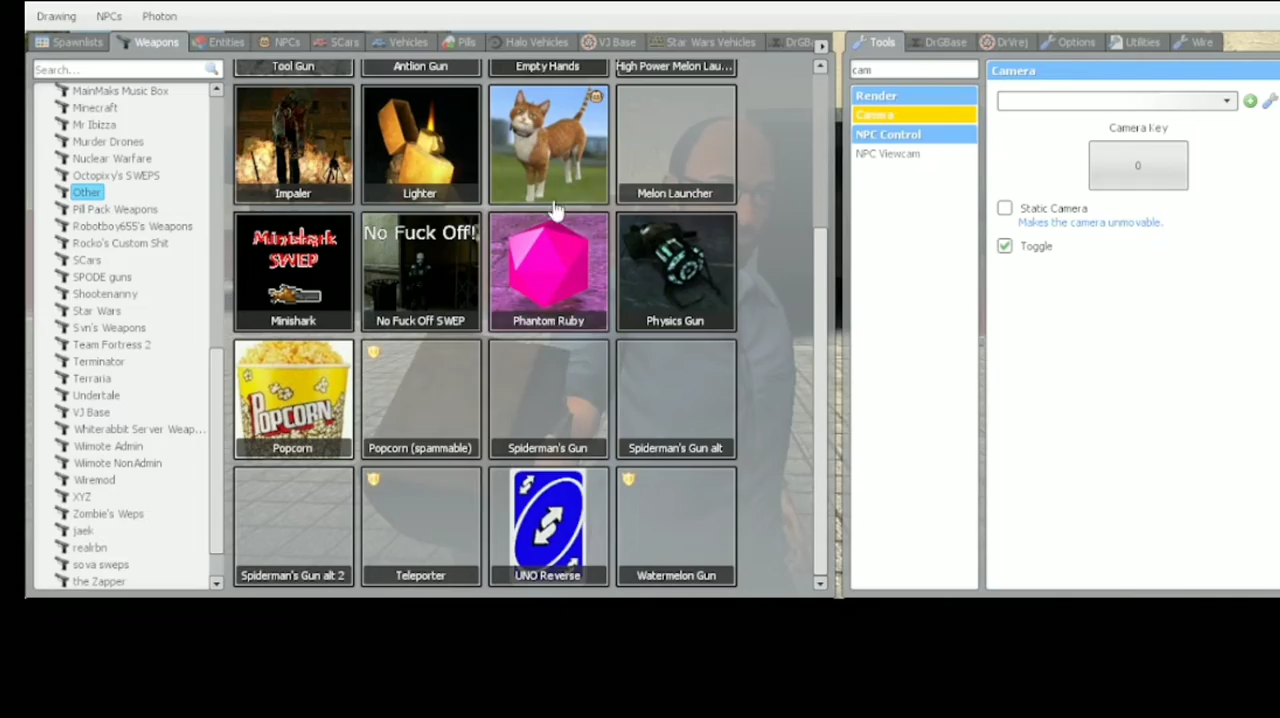 Drawing NPCs Photon
Spawnlists Weapons Entities NPCs SCars Vehicles Pills Halo Vehicles VJ Base Star Wars Vehicles DrGB
Search...
MainMaks Music Box
Minecraft
Mr Ibizza
Murder Drones
Nuclear Warfare
Octopixy's SWEPS
Other
Pill Pack Weapons
Robotboy655's Weapons
Rocko's Custom Shit
SCars
SPODE guns
Shootenanny
Star Wars
Svn's Weapons
Team Fortress 2
Terminator
Terraria
Undertale
VJ Base
Whiterabbit Server Weap...
Wimote Admin
Wimote NonAdmin
Wiremod
XYZ
Zombie's Weps
jaek
realrbn
sova sweps
the Zapper
Tool Gun Antlion Gun Empty Hands High Power Melon Lau...
Impaler Lighter Melon Launcher
Minishark
SWEP
No Fuck Off!
Minishark No Fuck Off SWEP Phantom Ruby Physics Gun
POPCORN
Popcorn Popcorn (spammable) Spiderman's Gun Spiderman's Gun alt
Spiderman's Gun alt 2 Teleporter UNO Reverse Watermelon Gun
Tools DrGBase DrVrej Options Utilities Wire
cam
Render
Camera
NPC Control
NPC Viewcam
Camera
Camera Key
0
Static Camera
Makes the camera unmovable.
Toggle